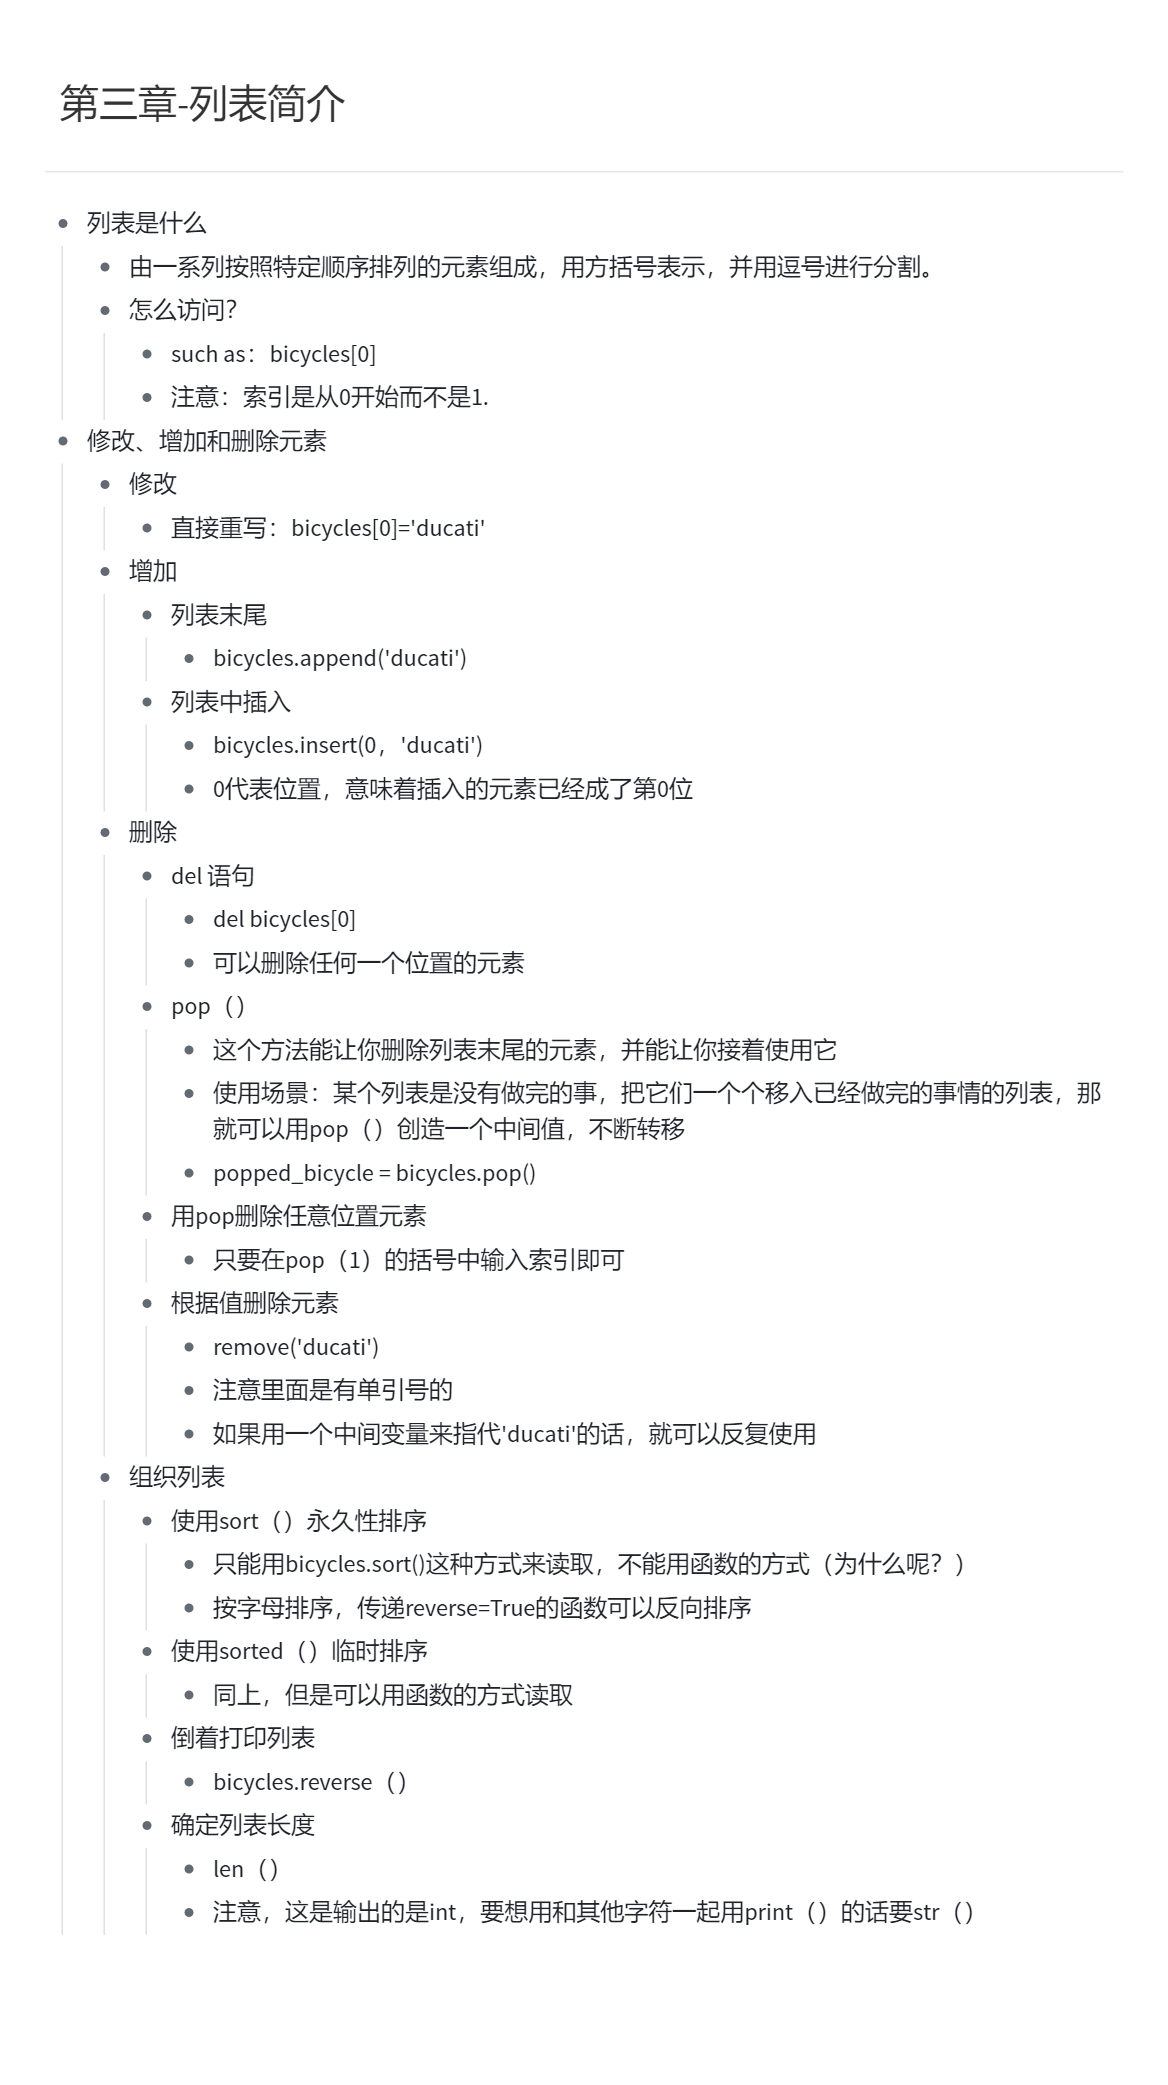 第三章-列表简介
列表是什么
由一系列按照特定顺序排列的元素组成，用方括号表示，并用逗号进行分割。
怎么访问？
such as：bicycles[0]
注意：索引是从0开始而不是1.
修改、增加和删除元素
修改
直接重写：bicycles[0]='ducati'
增加
列表末尾
bicycles.append('ducati')
列表中插入
bicycles.insert(0，'ducati')
0代表位置，意味着插入的元素已经成了第0位
删除
del 语句
del bicycles[0]
可以删除任何一个位置的元素
pop（）
这个方法能让你删除列表末尾的元素，并能让你接着使用它
使用场景：某个列表是没有做完的事，把它们一个个移入已经做完的事情的列表，那
就可以用pop（）创造一个中间值，不断转移
popped_bicycle = bicycles.pop()
用pop删除任意位置元素
只要在pop（1）的括号中输入索引即可
根据值删除元素
remove('ducati')
注意里面是有单引号的
如果用一个中间变量来指代'ducati'的话，就可以反复使用
组织列表
使用sort（）永久性排序
只能用bicycles.sort()这种方式来读取，不能用函数的方式（为什么呢？）
按字母排序，传递reverse=True的函数可以反向排序
使用sorted（）临时排序
同上，但是可以用函数的方式读取
倒着打印列表
bicycles.reverse（）
确定列表长度
len（）
注意，这是输出的是int，要想用和其他字符一起用print（）的话要str（）